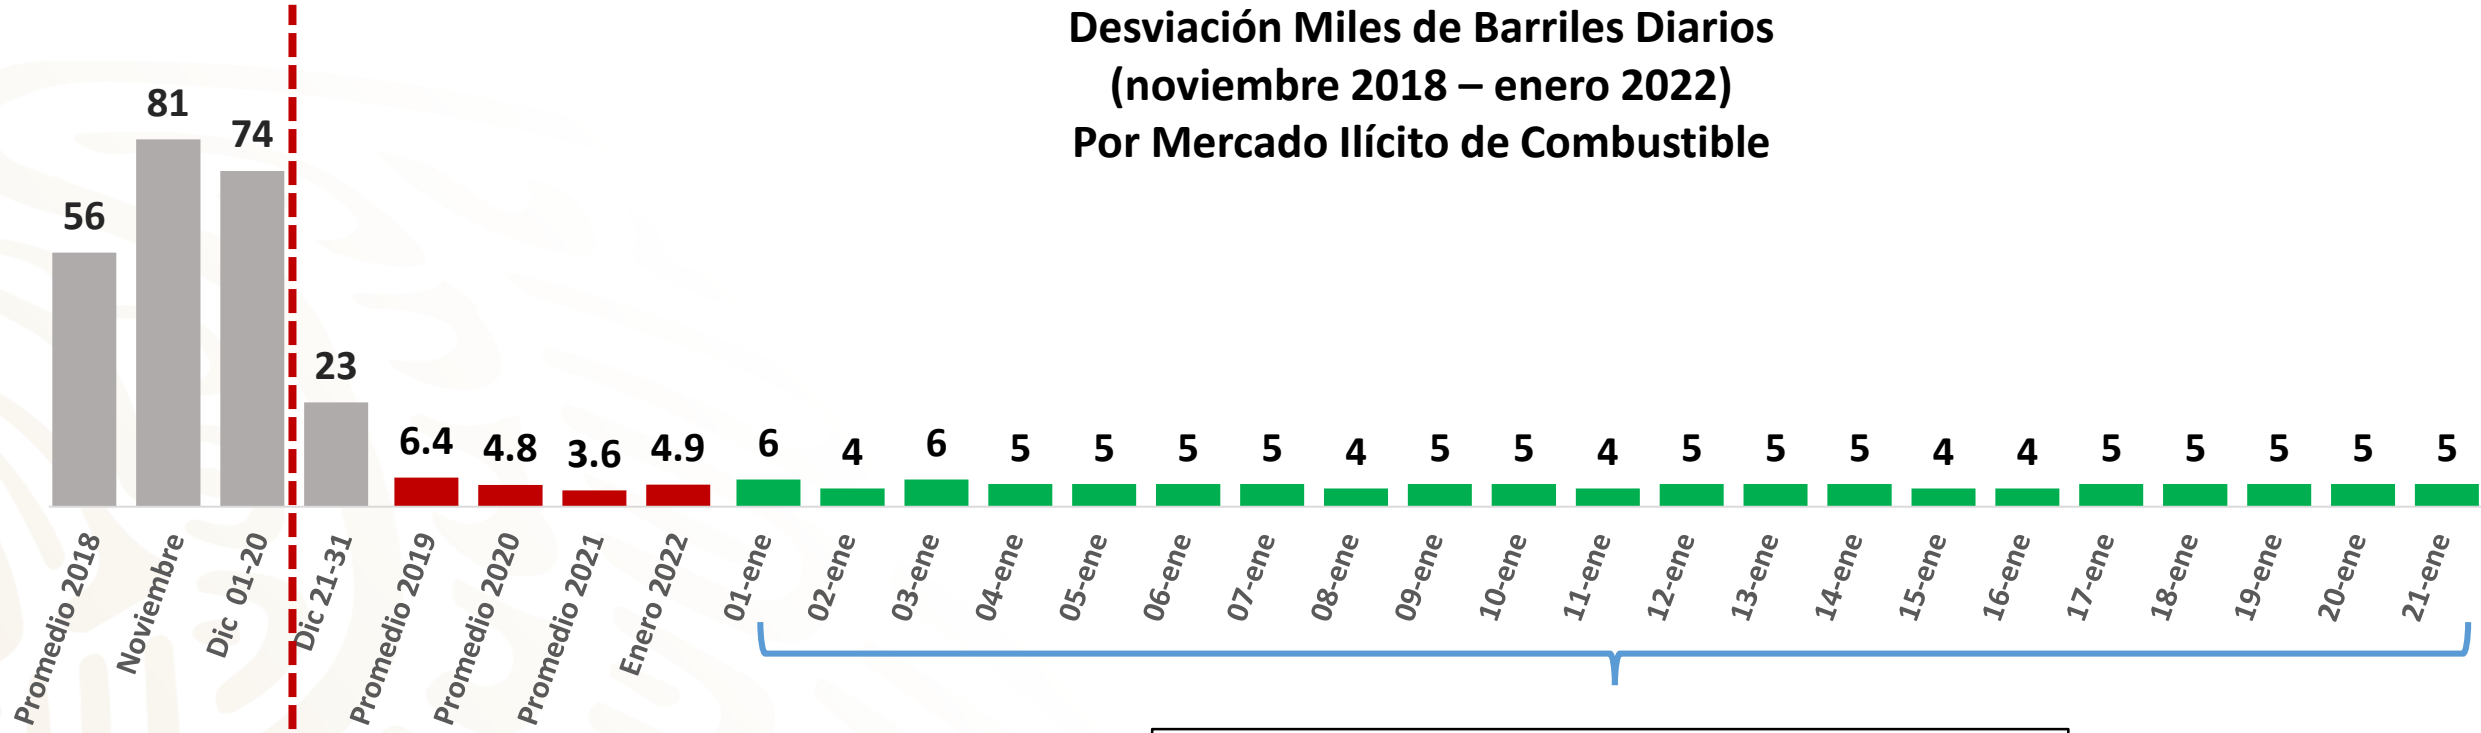 Desviación Miles de Barriles Diarios
(noviembre 2018 – enero 2022)
Por Mercado Ilícito de Combustible
56
81
74
23
6.4
4.8
3.6
4.9
6
4
6
5
5
5
5
4
5
5
4
5
5
5
4
4
5
5
5
5
5
Promedio 2018
Noviembre
Dic 01-20
Dic 21-31
Promedio 2019
Promedio 2020
Promedio 2021
Enero 2022
01-ene
02-ene
03-ene
04-ene
05-ene
06-ene
07-ene
08-ene
09-ene
10-ene
11-ene
12-ene
13-ene
14-ene
15-ene
16-ene
17-ene
18-ene
19-ene
20-ene
21-ene